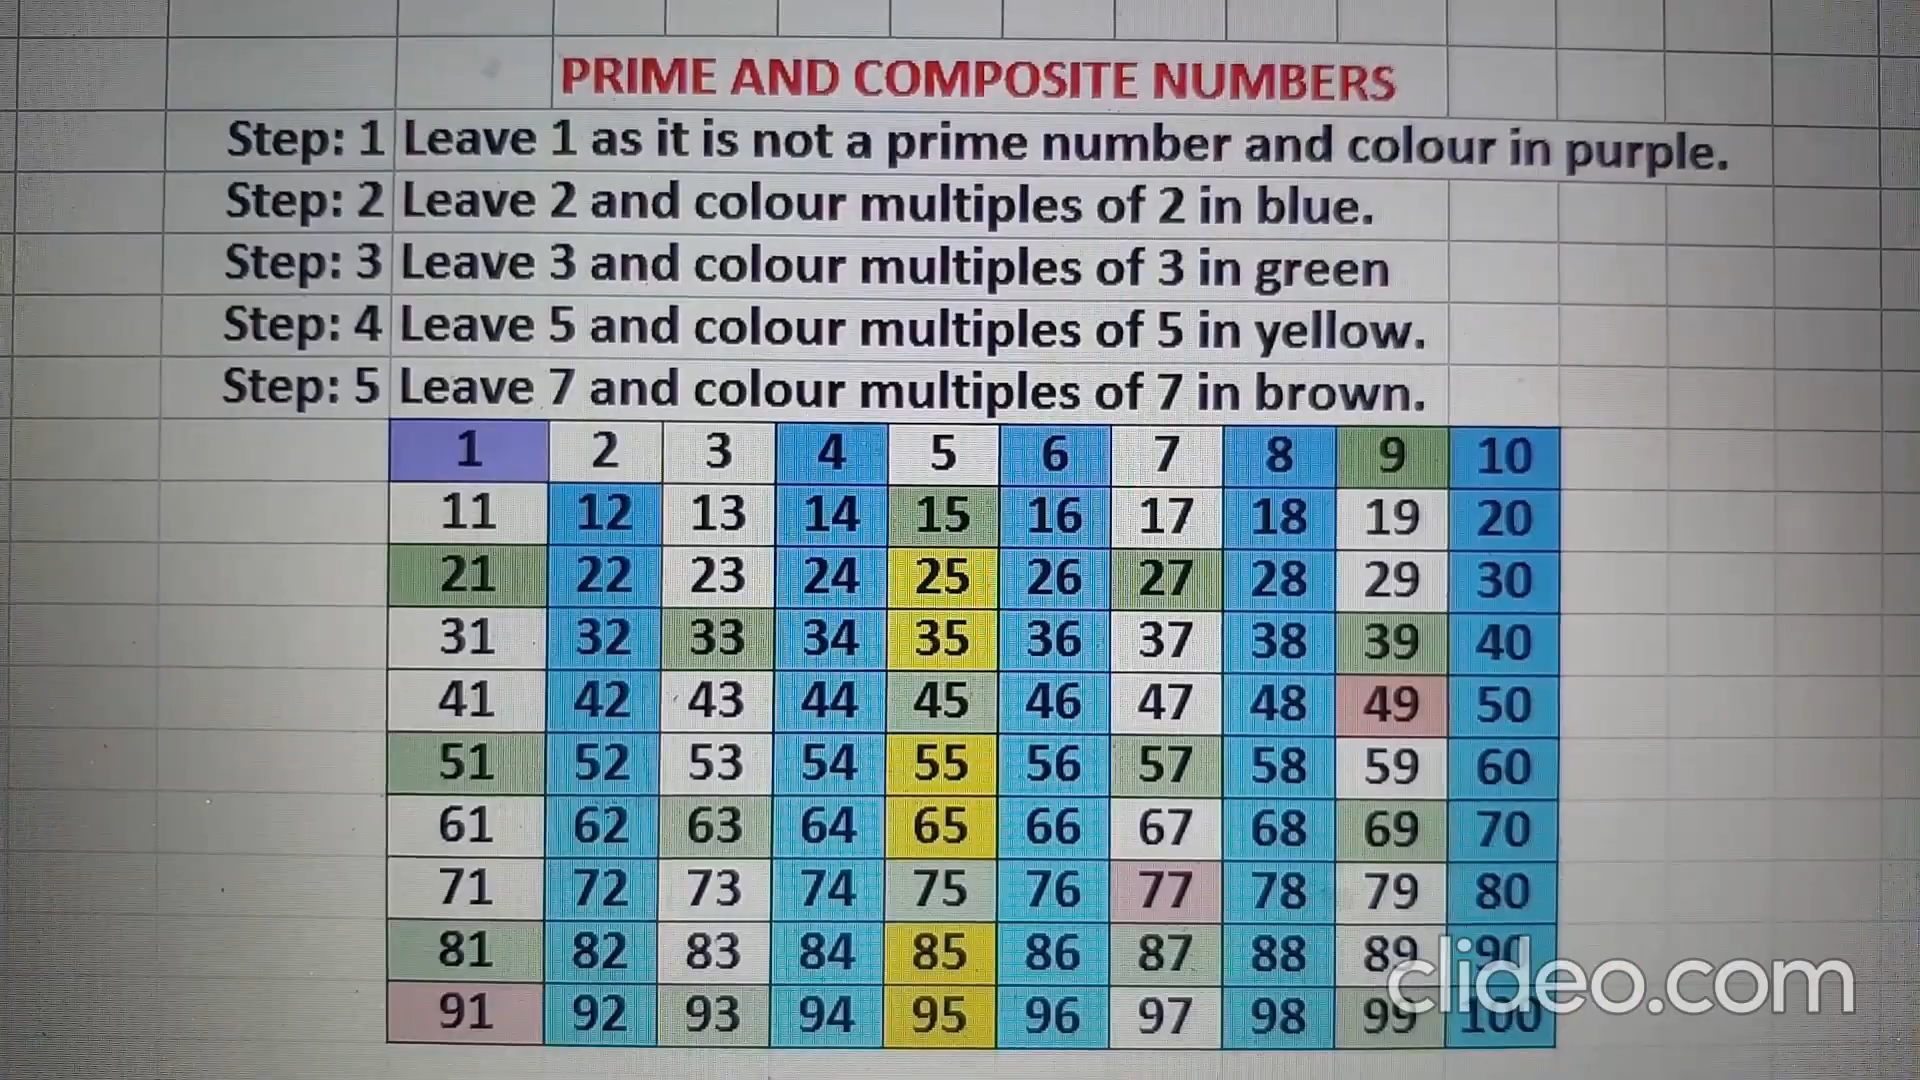 PRIME AND COMPOSITE NUMBERS
Step: 1 Leave 1 as it is not a prime number and colour in purple.
Step: 2 Leave 2 and colour multiples of 2 in blue.
Step: 3 Leave 3 and colour multiples of 3 in green
Step: 4 Leave 5 and colour multiples of 5 in yellow.
Step: 5 Leave 7 and colour multiples of 7 in brown.
1 2 3 4 5 6 7 8 9 10
11 12 13 14 15 16 17 18 19 20
21 22 23 24 25 26 27 28 29 30
31 32 33 34 35 36 37 38 39 40
41 42 43 44 45 46 47 48 49 50
51 52 53 54 55 56 57 58 59 60
61 62 63 64 65 66 67 68 69 70
71 72 73 74 75 76 77 78 79 80
81 82 83 84 85 86 87 88 89 90
91 92 93 94 95 96 97 98 99 100
clideo.com